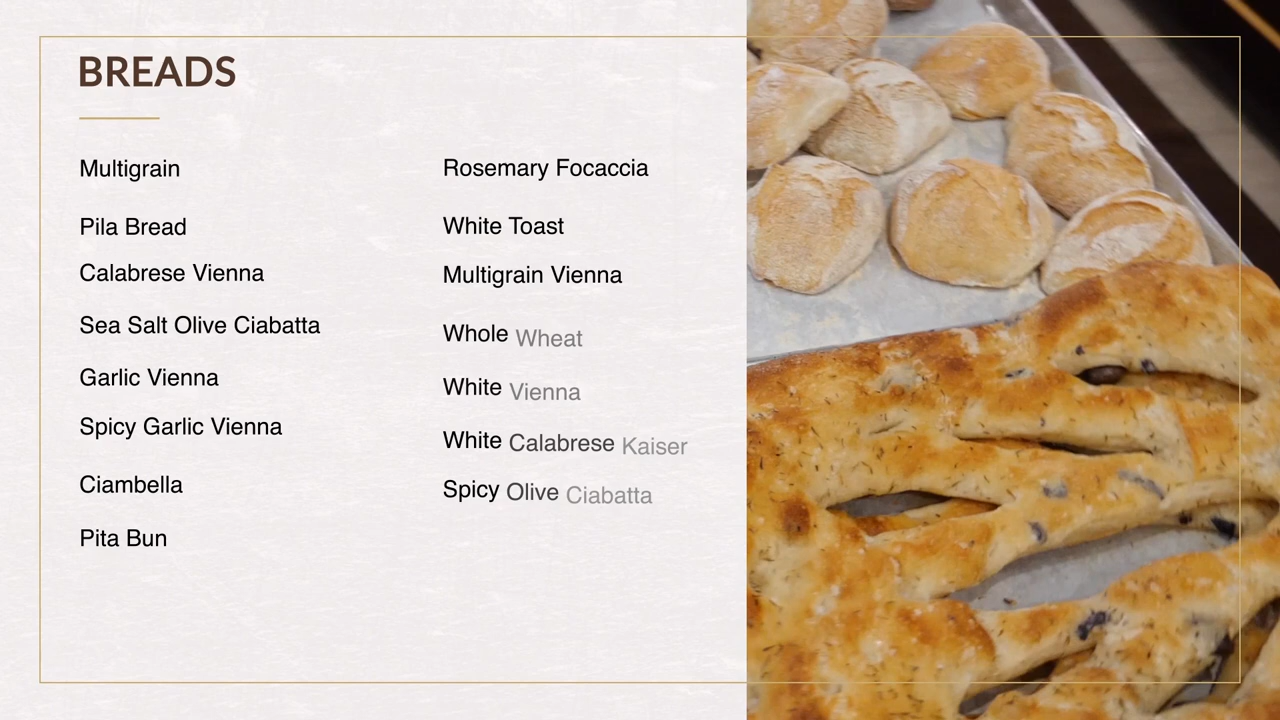 BREADS
Multigrain
Pila Bread
Calabrese Vienna
Sea Salt Olive Ciabatta
Garlic Vienna
Spicy Garlic Vienna
Ciambella
Pita Bun
Rosemary Focaccia
White Toast
Multigrain Vienna
Whole Wheat
White Vienna
White Calabrese Kaiser
Spicy Olive Ciabatta